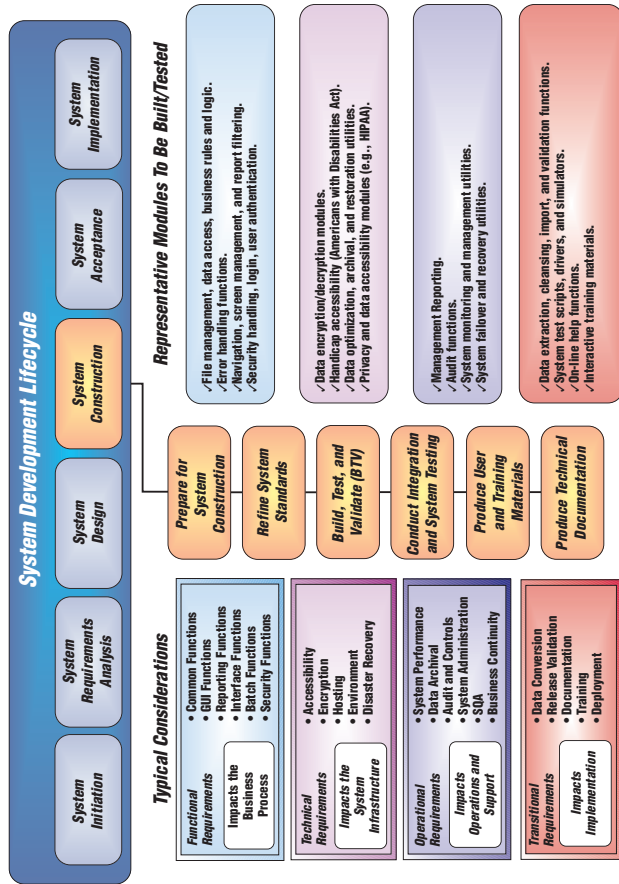 System Development Lifecycle
System
Initiation
System
Requirements
Analysis
System
Design
System
Construction
System
Acceptance
System
Implementation
Typical Considerations
Representative Modules To Be Built/Tested
Functional
Requirements
Impacts the
Business
Process
• Common Functions
• GUI Functions
• Reporting Functions
• Interface Functions
• Batch Functions
• Security Functions
Technical
Requirements
Impacts the
System
Infrastructure
• Accessibility
• Encryption
• Hosting
• Environment
• Disaster Recovery
Operational
Requirements
Impacts
Operations and
Support
• System Performance
• Data Archival
• Audit and Controls
• System Administration
• SQA
• Business Continuity
Transitional
Requirements
Impacts
Implementation
• Data Conversion
• Release Validation
• Documentation
• Training
• Deployment
Prepare for
System
Construction
Refine System
Standards
Build, Test, and
Validate (BTV)
Conduct Integration
and System Testing
Produce User
and Training
Materials
Produce Technical
Documentation
✓File management, data access, business rules and logic.
✓Error handling functions.
✓Navigation, screen management, and report filtering.
✓Security handling, login, user authentication.
✓Data encryption/decryption modules.
✓Handicap accessibility (Americans with Disabilities Act).
✓Data optimization, archival, and restoration utilities.
✓Privacy and data accessibility modules (e.g., HIPAA).
✓Management Reporting.
✓Audit functions.
✓System monitoring and management utilities.
✓System failover and recovery utilities.
✓Data extraction, cleansing, import, and validation functions.
✓System test scripts, drivers, and simulators.
✓On-line help functions.
✓Interactive training materials.